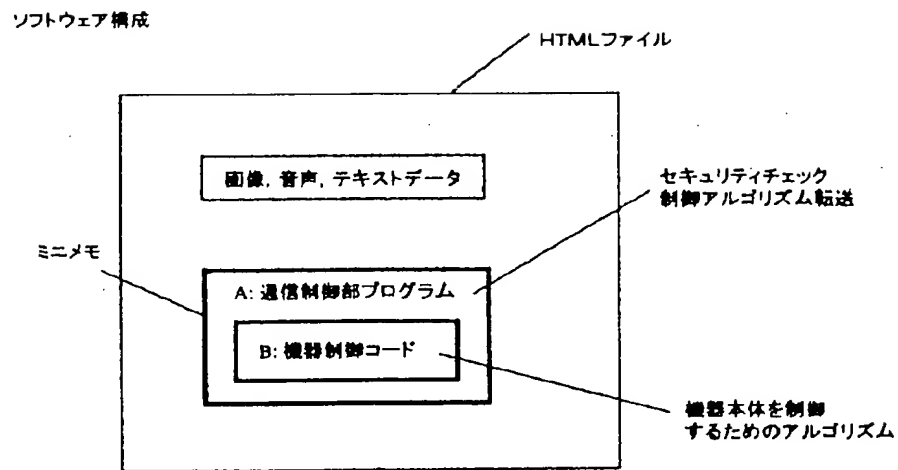 ソフトウェア構成
HTMLファイル
画像, 音声, テキストデータ
セキュリティチェック
制御アルゴリズム転送
ミニメモ
A: 通信制御部プログラム
B: 機器制御コード
機器本体を制御
するためのアルゴリズム